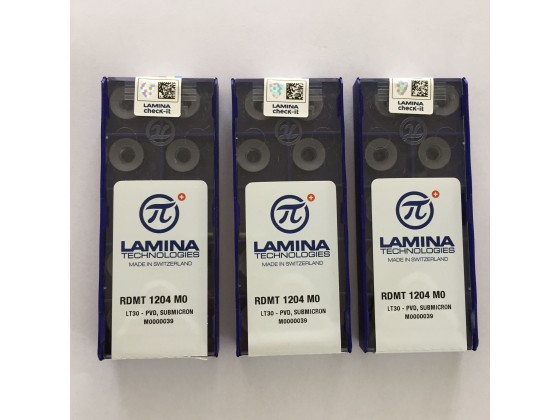 LAMINA
checK-it
π
LAMINA
TECHNOLOGIES
MADE IN SWITZERLAND
RDMT 1204 M0
LT30 - PVD, SUBMICRON
M0000039
LAMINA
checK-it
π
LAMINA
TECHNOLOGIES
MADE IN SWITZERLAND
RDMT 1204 M0
LT30 - PVD, SUBMICRON
M0000039
LAMINA
checK-it
π
LAMINA
TECHNOLOGIES
MADE IN SWITZERLAND
RDMT 1204 M0
LT30 - PVD, SUBMICRON
M0000039